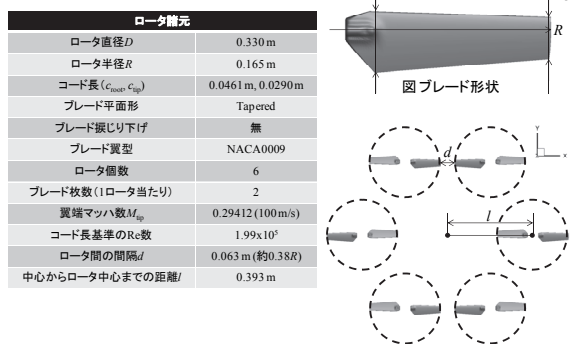 ロータ諸元
ロータ直径D 0.330 m
ロータ半径R 0.165 m
コード長(c_root, c_tip) 0.0461 m, 0.0290 m
ブレード平面形 Tapered
ブレード捩じり下げ 無
ブレード翼型 NACA0009
ロータ個数 6
ブレード枚数(1ロータ当たり) 2
翼端マッハ数M_tip 0.29412 (100 m/s)
コード長基準のRe数 1.99x10⁵
ロータ間の間隔d 0.063 m (約0.38R)
中心からロータ中心までの距離l 0.393 m
R
図 ブレード形状
d
Y
X
l